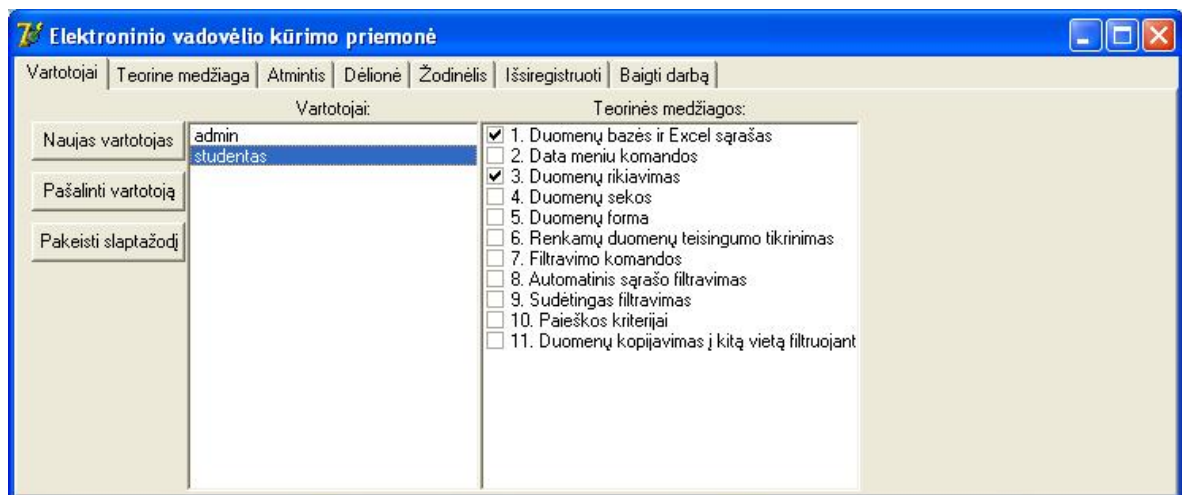 Elektroninio vadovėlio kūrimo priemonė
Vartotojai Teorine medžiaga Atmintis Dėlionė Žodinėlis Išsiregistruoti Baigti darbą
Vartotojai:
Teorinės medžiagos:
Naujas vartotojas
Pašalinti vartotoją
Pakeisti slaptažodį
admin
studentas
1. Duomenų bazės ir Excel sąrašas
2. Data meniu komandos
3. Duomenų rikiavimas
4. Duomenų sekos
5. Duomenų forma
6. Renkamų duomenų teisingumo tikrinimas
7. Filtravimo komandos
8. Automatinis sąrašo filtravimas
9. Sudėtingas filtravimas
10. Paieškos kriterijai
11. Duomenų kopijavimas į kitą vietą filtruojant